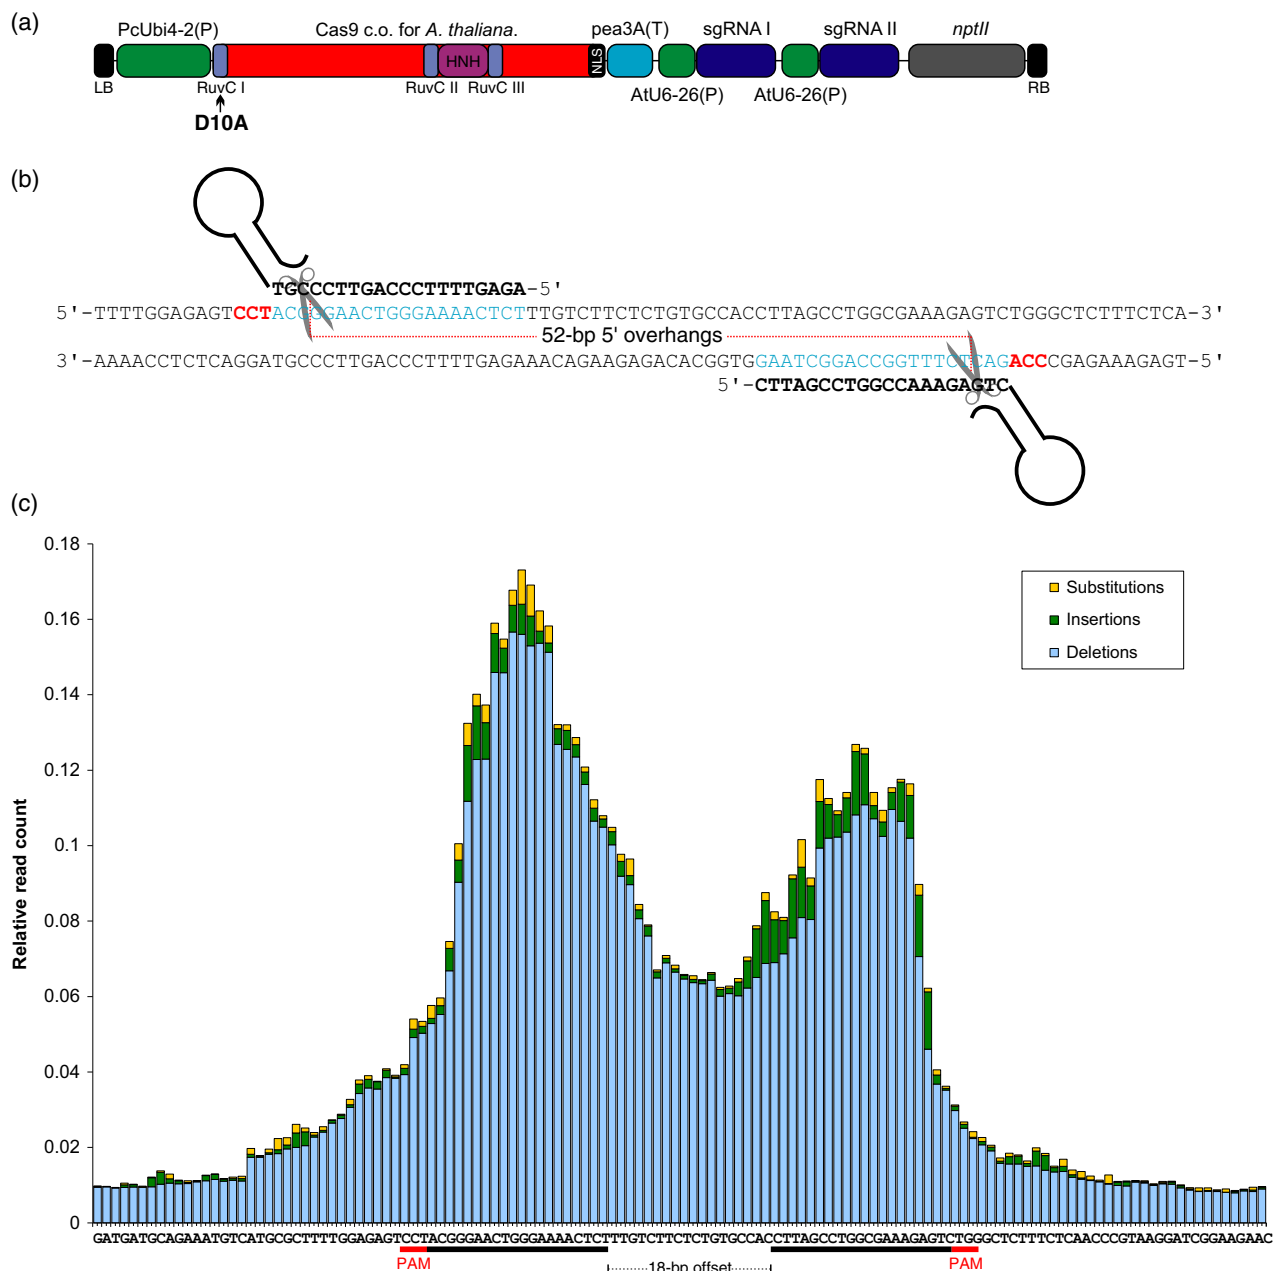 (a)
PcUbi4-2(P) Cas9 c.o. for A. thaliana. pea3A(T) sgRNA I sgRNA II nptII
HNH NLS
LB RuvC I RuvC II RuvC III AtU6-26(P) AtU6-26(P) RB
D10A
(b)
TGCCCTTGACCCTTTTGAGA-5'
5'-TTTTGGAGAGTCCTACGGGAACTGGGAAAACTCTTTGTCTTCTCTGTGCCACCTTAGCCTGGCGAAAGAGTCTGGGCTCTTTCTCA-3'
52-bp 5' overhangs
3'-AAAACCTCTCAGGATGCCCTTGACCCTTTTGAGAAACAGAAGAGACACGGTGGAATCGGACCGGTTTCTCAGACCCGAGAAAGAGT-5'
5'-CTTAGCCTGGCCAAAGAGTC
(c)
0.18
0.16
0.14
0.12
0.1
0.08
0.06
0.04
0.02
0
Relative read count
Substitutions
Insertions
Deletions
GATGATGCAGAAATGTCATGCGCTTTTGGAGAGTCCTACGGGAACTGGGAAAACTCTTTGTCTTCTCTGTGCCACCTTAGCCTGGCGAAAGAGTCTGGGCTCTTTCTCAACCCGTAAGGATCGGAAGAAC
PAM 18-bp offset PAM